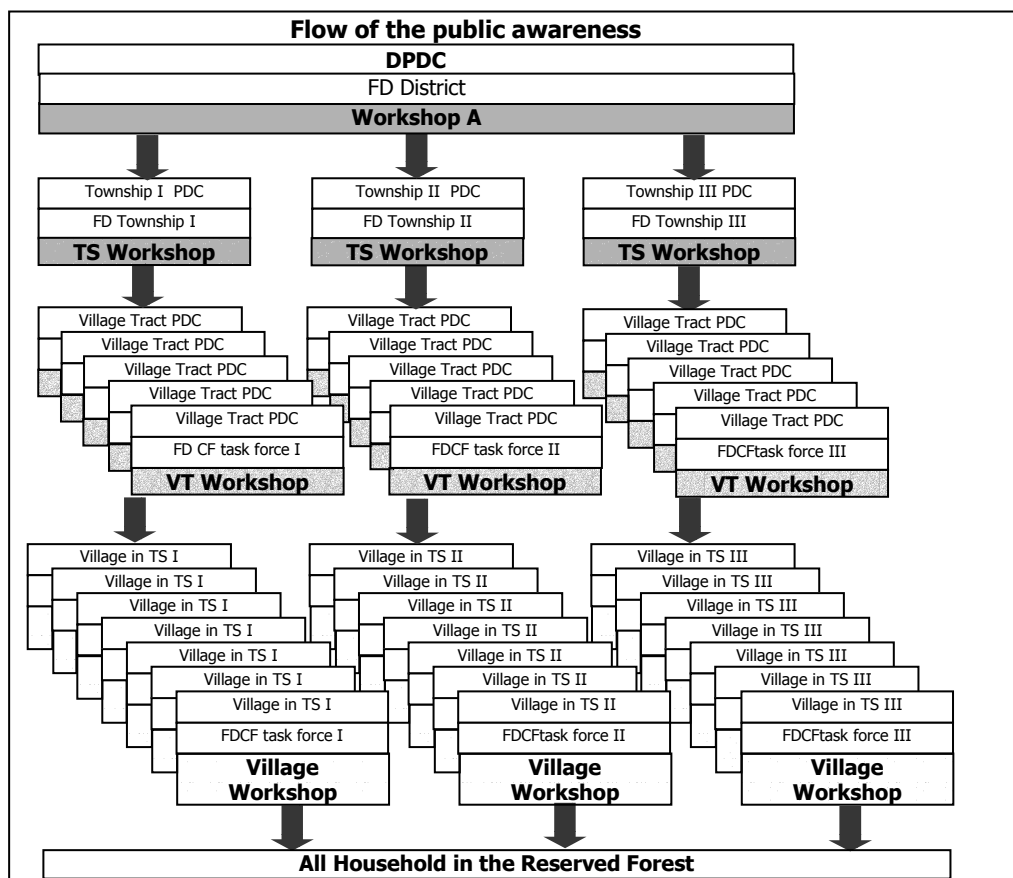 Flow of the public awareness
DPDC
FD District
Workshop A
Township I PDC
FD Township I
TS Workshop
Township II PDC
FD Township II
TS Workshop
Township III PDC
FD Township III
TS Workshop
Village Tract PDC
Village Tract PDC
Village Tract PDC
Village Tract PDC
Village Tract PDC
FD CF task force I
VT Workshop
Village Tract PDC
Village Tract PDC
Village Tract PDC
Village Tract PDC
Village Tract PDC
FDCF task force II
VT Workshop
Village Tract PDC
Village Tract PDC
Village Tract PDC
Village Tract PDC
Village Tract PDC
FDCFtask force III
VT Workshop
Village in TS I
Village in TS I
Village in TS I
Village in TS I
Village in TS I
Village in TS I
Village in TS I
FDCF task force I
Village
Workshop
Village in TS II
Village in TS II
Village in TS II
Village in TS II
Village in TS II
Village in TS II
Village in TS II
FDCFtask force II
Village
Workshop
Village in TS III
Village in TS III
Village in TS III
Village in TS III
Village in TS III
Village in TS III
Village in TS III
FDCFtask force III
Village
Workshop
All Household in the Reserved Forest